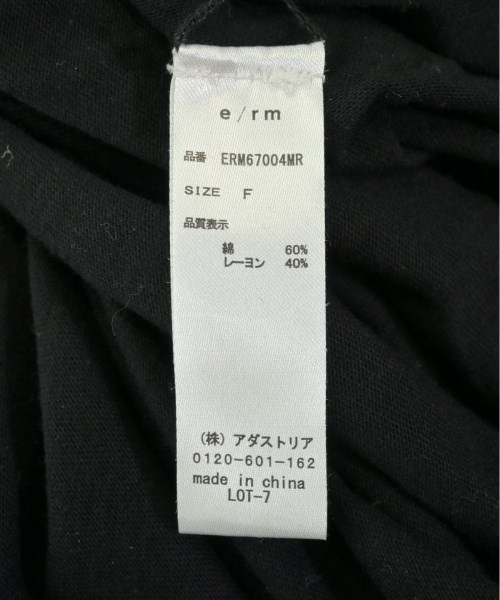 e/rm
品番 ERM67004MR
SIZE F
品質表示
綿 60%
レーヨン 40%
(株) アダストリア
0120-601-162
made in china
LOT-7